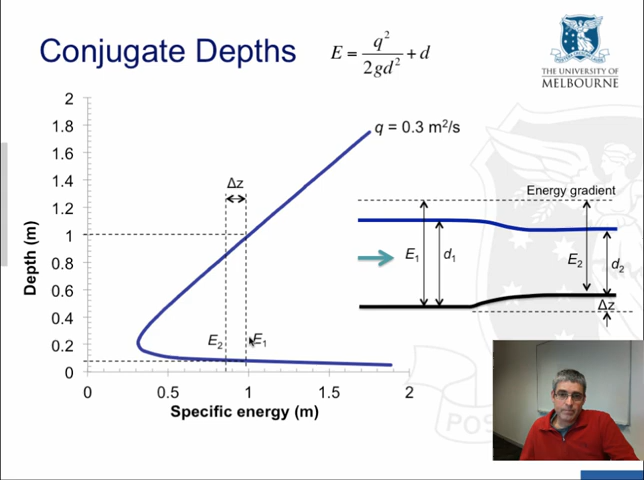 Conjugate Depths
E = q²/2gd² + d
THE UNIVERSITY OF
MELBOURNE
2
1.8
1.6
1.4
1.2
1
0.8
0.6
0.4
0.2
0
Depth (m)
q = 0.3 m²/s
Δz
E₂
E₁
0
0.5
1
1.5
2
Specific energy (m)
Energy gradient
E₁
d₁
E₂
d₂
Δz
PO